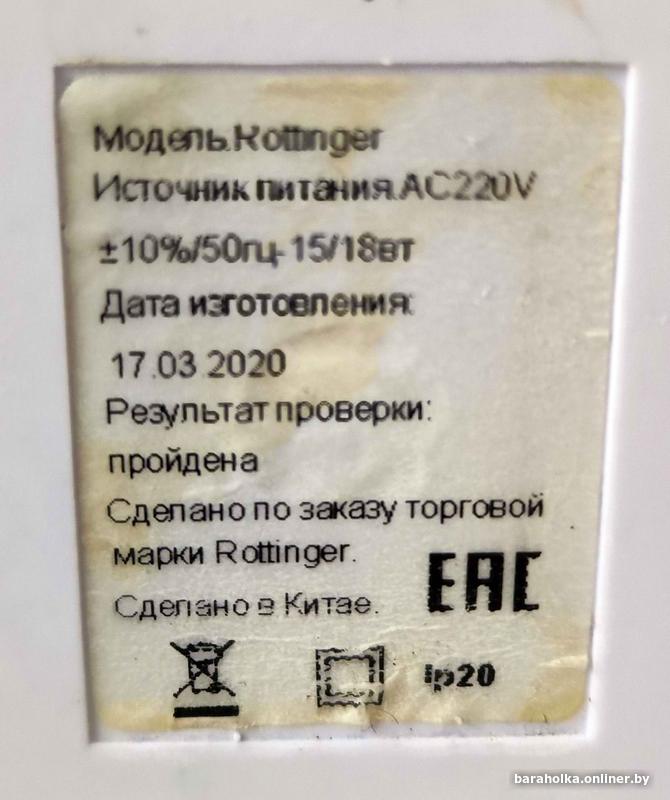 Модель:Rottinger
Источник питания:AC220V
±10%/50гц- 15/18вт
Дата изготовления:
17.03.2020
Результат проверки:
пройдена
Сделано по заказу торговой
марки Rottinger.
Сделано в Китае.
EAC
Ip20
baraholka.onliner.by